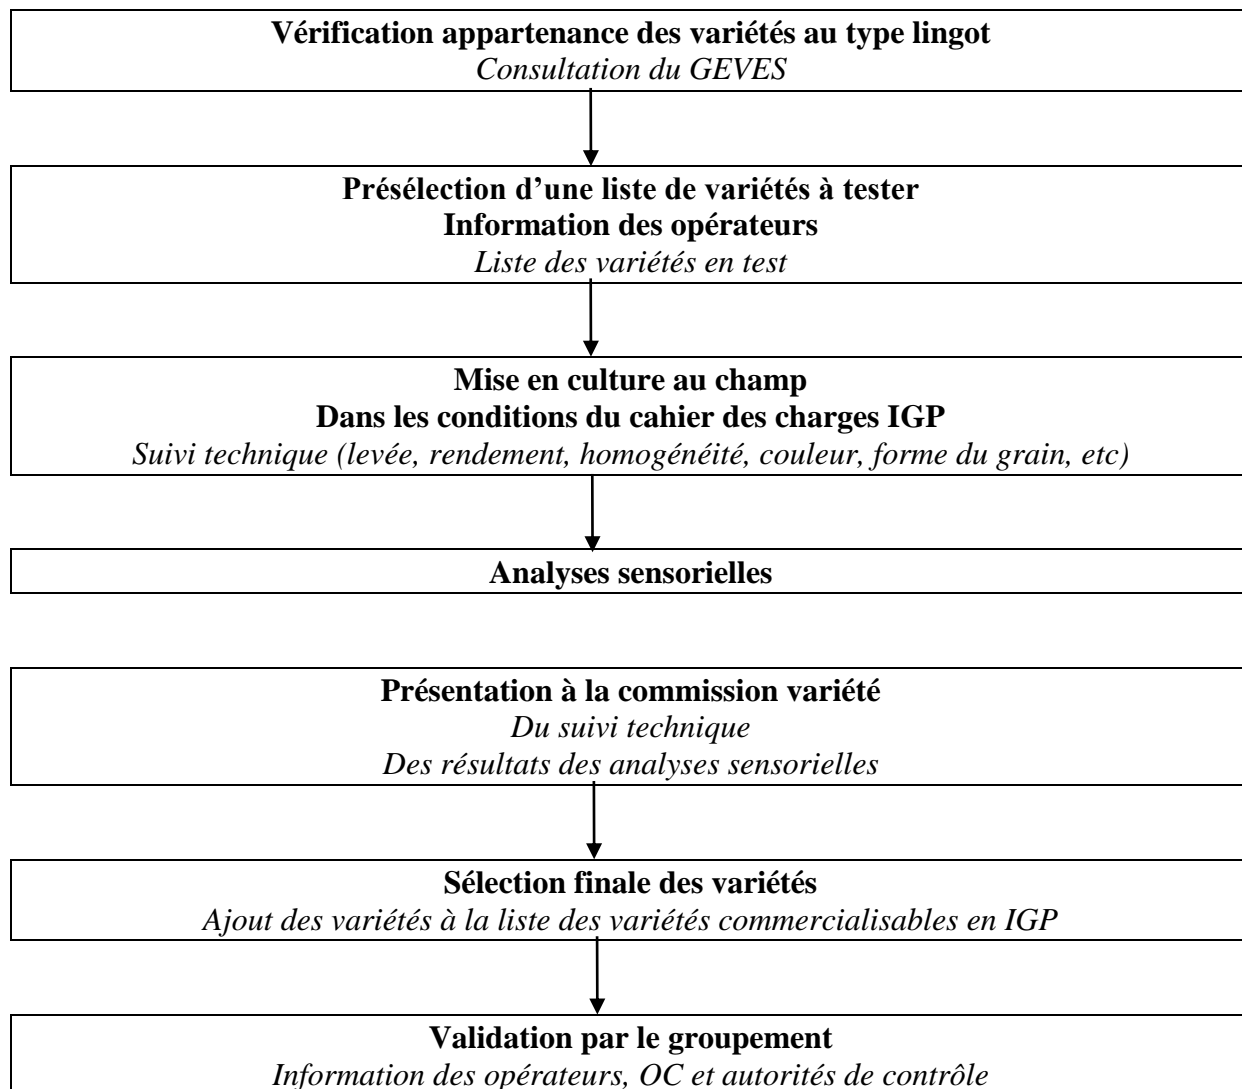 Vérification appartenance des variétés au type lingot
Consultation du GEVES
Présélection d’une liste de variétés à tester
Information des opérateurs
Liste des variétés en test
Mise en culture au champ
Dans les conditions du cahier des charges IGP
Suivi technique (levée, rendement, homogénéité, couleur, forme du grain, etc)
Analyses sensorielles
Présentation à la commission variété
Du suivi technique
Des résultats des analyses sensorielles
Sélection finale des variétés
Ajout des variétés à la liste des variétés commercialisables en IGP
Validation par le groupement
Information des opérateurs, OC et autorités de contrôle